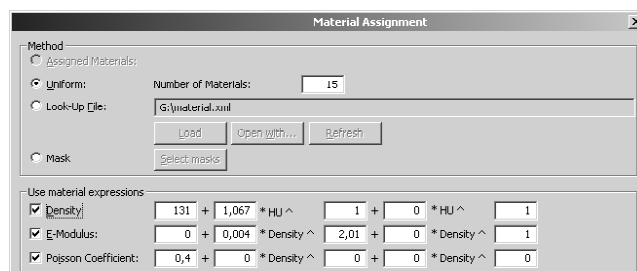 Material Assignment
Method
Assigned Materials:
Uniform: Number of Materials: 15
Look-Up File: G:\material.xml
Load Open with... Refresh
Mask Select masks
Use material expressions
Density 131 + 1,067 * HU ^ 1 + 0 * HU ^ 1
E-Modulus: 0 + 0,004 * Density ^ 2,01 + 0 * Density ^ 1
Poisson Coefficient: 0,4 + 0 * Density ^ 0 + 0 * Density ^ 0